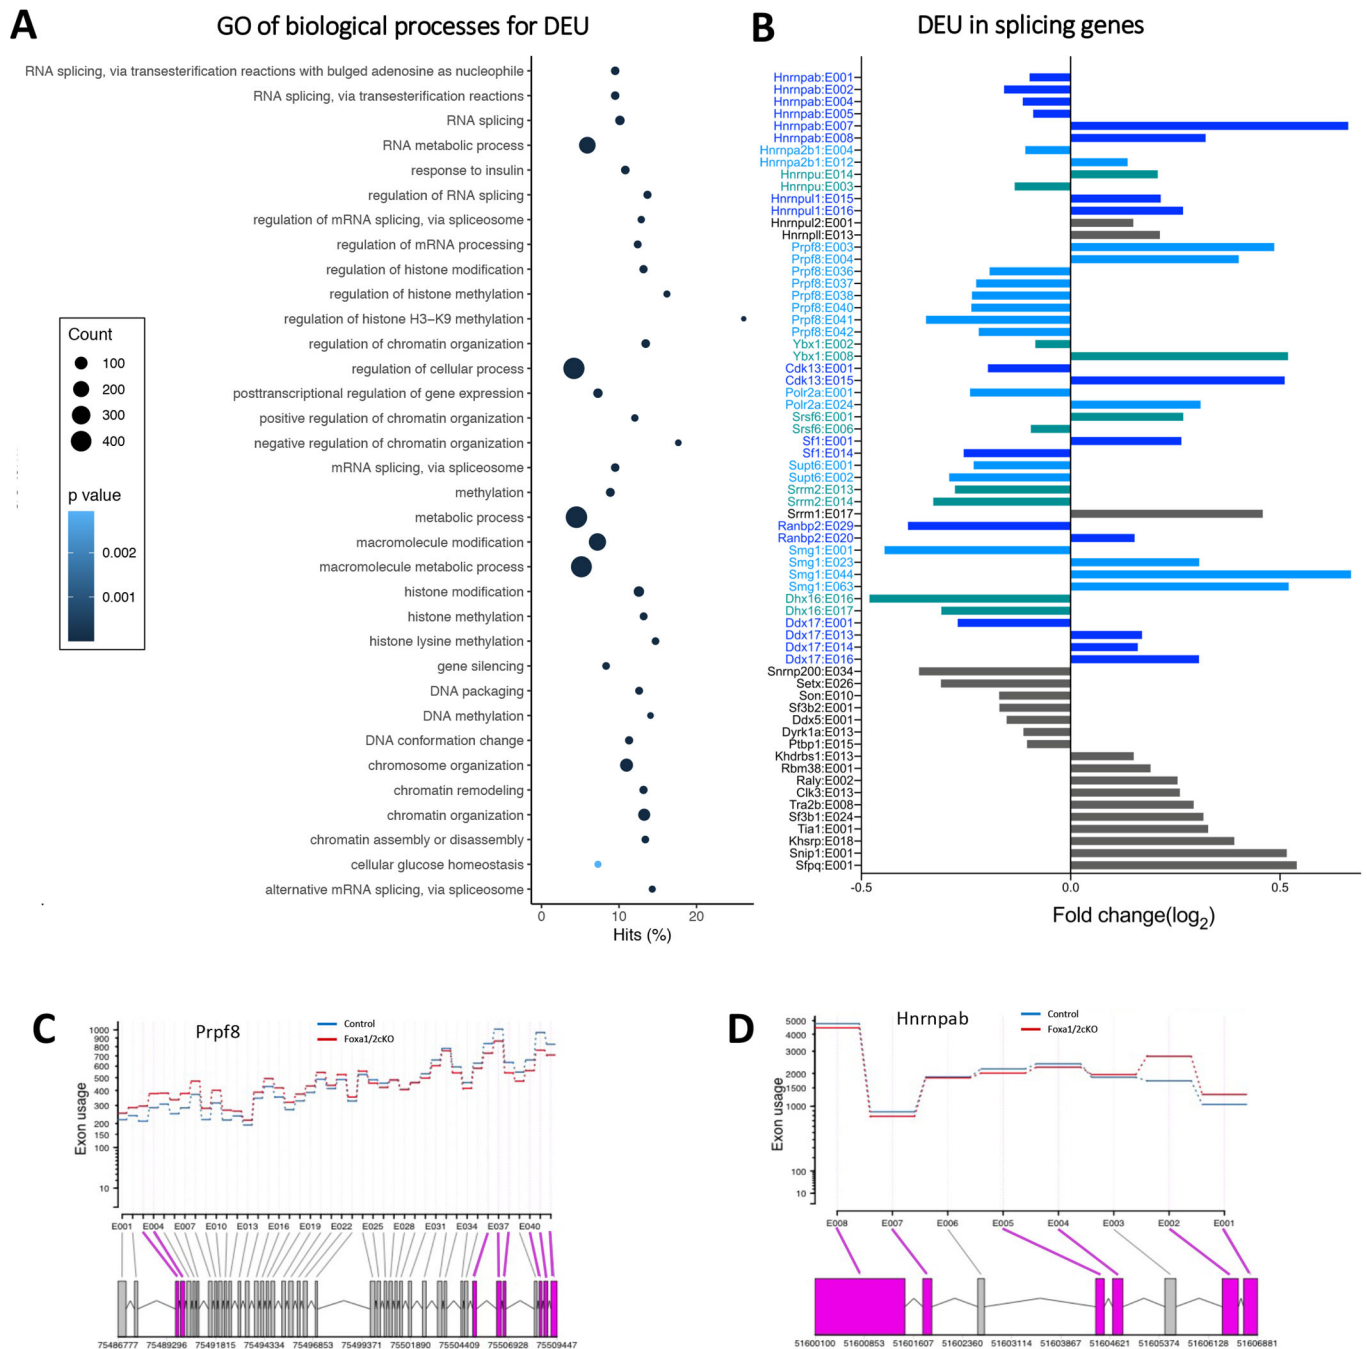 A
GO of biological processes for DEU
RNA splicing, via transesterification reactions with bulged adenosine as nucleophile
RNA splicing, via transesterification reactions
RNA splicing
RNA metabolic process
response to insulin
regulation of RNA splicing
regulation of mRNA splicing, via spliceosome
regulation of mRNA processing
regulation of histone modification
regulation of histone methylation
regulation of histone H3−K9 methylation
regulation of chromatin organization
regulation of cellular process
posttranscriptional regulation of gene expression
positive regulation of chromatin organization
negative regulation of chromatin organization
mRNA splicing, via spliceosome
methylation
metabolic process
macromolecule modification
macromolecule metabolic process
histone modification
histone methylation
histone lysine methylation
gene silencing
DNA packaging
DNA methylation
DNA conformation change
chromosome organization
chromatin remodeling
chromatin organization
chromatin assembly or disassembly
cellular glucose homeostasis
alternative mRNA splicing, via spliceosome
Count
100
200
300
400
p value
0.002
0.001
0 10 20
Hits (%)
B
DEU in splicing genes
Hnrnpab:E001
Hnrnpab:E002
Hnrnpab:E004
Hnrnpab:E005
Hnrnpab:E007
Hnrnpab:E008
Hnrnpa2b1:E004
Hnrnpa2b1:E012
Hnrnpu:E014
Hnrnpu:E003
Hnrnpul1:E015
Hnrnpul1:E016
Hnrnpul2:E001
Hnrnpll:E013
Prpf8:E003
Prpf8:E004
Prpf8:E036
Prpf8:E037
Prpf8:E038
Prpf8:E040
Prpf8:E041
Prpf8:E042
Ybx1:E002
Ybx1:E008
Cdk13:E001
Cdk13:E015
Polr2a:E001
Polr2a:E024
Srsf6:E001
Srsf6:E006
Sf1:E001
Sf1:E014
Supt6:E001
Supt6:E002
Srrm2:E013
Srrm2:E014
Srrm1:E017
Ranbp2:E029
Ranbp2:E020
Smg1:E001
Smg1:E023
Smg1:E044
Smg1:E063
Dhx16:E016
Dhx16:E017
Ddx17:E001
Ddx17:E013
Ddx17:E014
Ddx17:E016
Snrnp200:E034
Setx:E026
Son:E010
Sf3b2:E001
Ddx5:E001
Dyrk1a:E013
Ptbp1:E015
Khdrbs1:E013
Rbm38:E001
Raly:E002
Clk3:E013
Tra2b:E008
Sf3b1:E024
Tia1:E001
Khsrp:E018
Snip1:E001
Sfpq:E001
-0.5 0.0 0.5
Fold change(log2)
C
Prpf8
Control
Foxa1/2cKO
Exon usage
1000
900
800
700
600
500
400
300
200
150
100
10
E001 E004 E007 E010 E013 E016 E019 E022 E025 E028 E031 E034 E037 E040
75486777 75489296 75491815 75494334 75496853 75499371 75501890 75504409 75506928 75509447
D
Hnrnpab
Control
Foxa1/2cKO
Exon usage
5000
4000
3000
2000
1500
1000
100
10
E008 E007 E006 E005 E004 E003 E002 E001
51600100 51600853 51601607 51602360 51603114 51603867 51604621 51605374 51606128 51606881